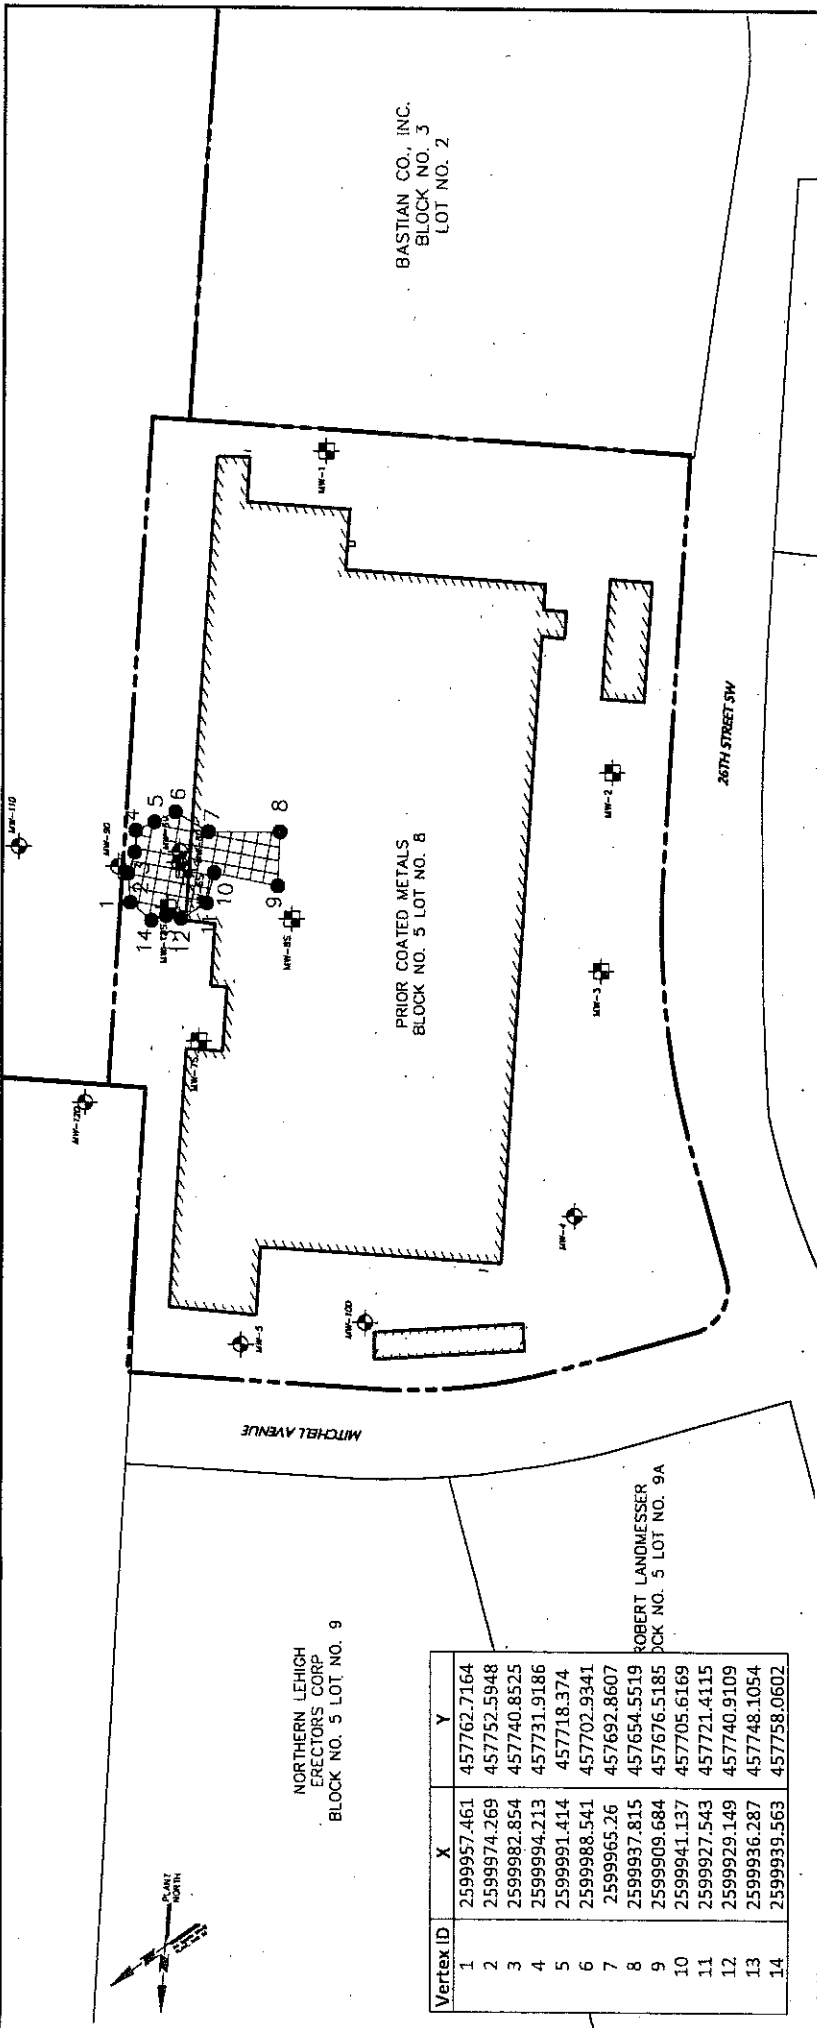 MW-11D
MW-9D
BASTIAN CO., INC.
BLOCK NO. 3
LOT NO. 2
MW-1
1
2
3
4
5
6
7
8
9
10
11
12
14
MW-8S
MW-7S
MW-12D
PRIOR COATED METALS
BLOCK NO. 5 LOT NO. 8
MW-2
26TH STREET SW
MW-3
MW-4
MW-10D
MW-5
MITCHELL AVENUE
NORTHERN LEHIGH
ERECTORS CORP
BLOCK NO. 5 LOT NO. 9
ROBERT LANDMESSER
OCK NO. 5 LOT NO. 9A
PLANT
NORTH
Vertex ID X Y
1 2599957.461 457762.7164
2 2599974.269 457752.5948
3 2599982.854 457740.8525
4 2599994.213 457731.9186
5 2599991.414 457718.374
6 2599988.541 457702.9341
7 2599965.26 457692.8607
8 2599937.815 457654.5519
9 2599909.684 457676.5185
10 2599941.137 457705.6169
11 2599927.543 457721.4115
12 2599929.149 457740.9109
13 2599936.287 457748.1054
14 2599939.563 457758.0602